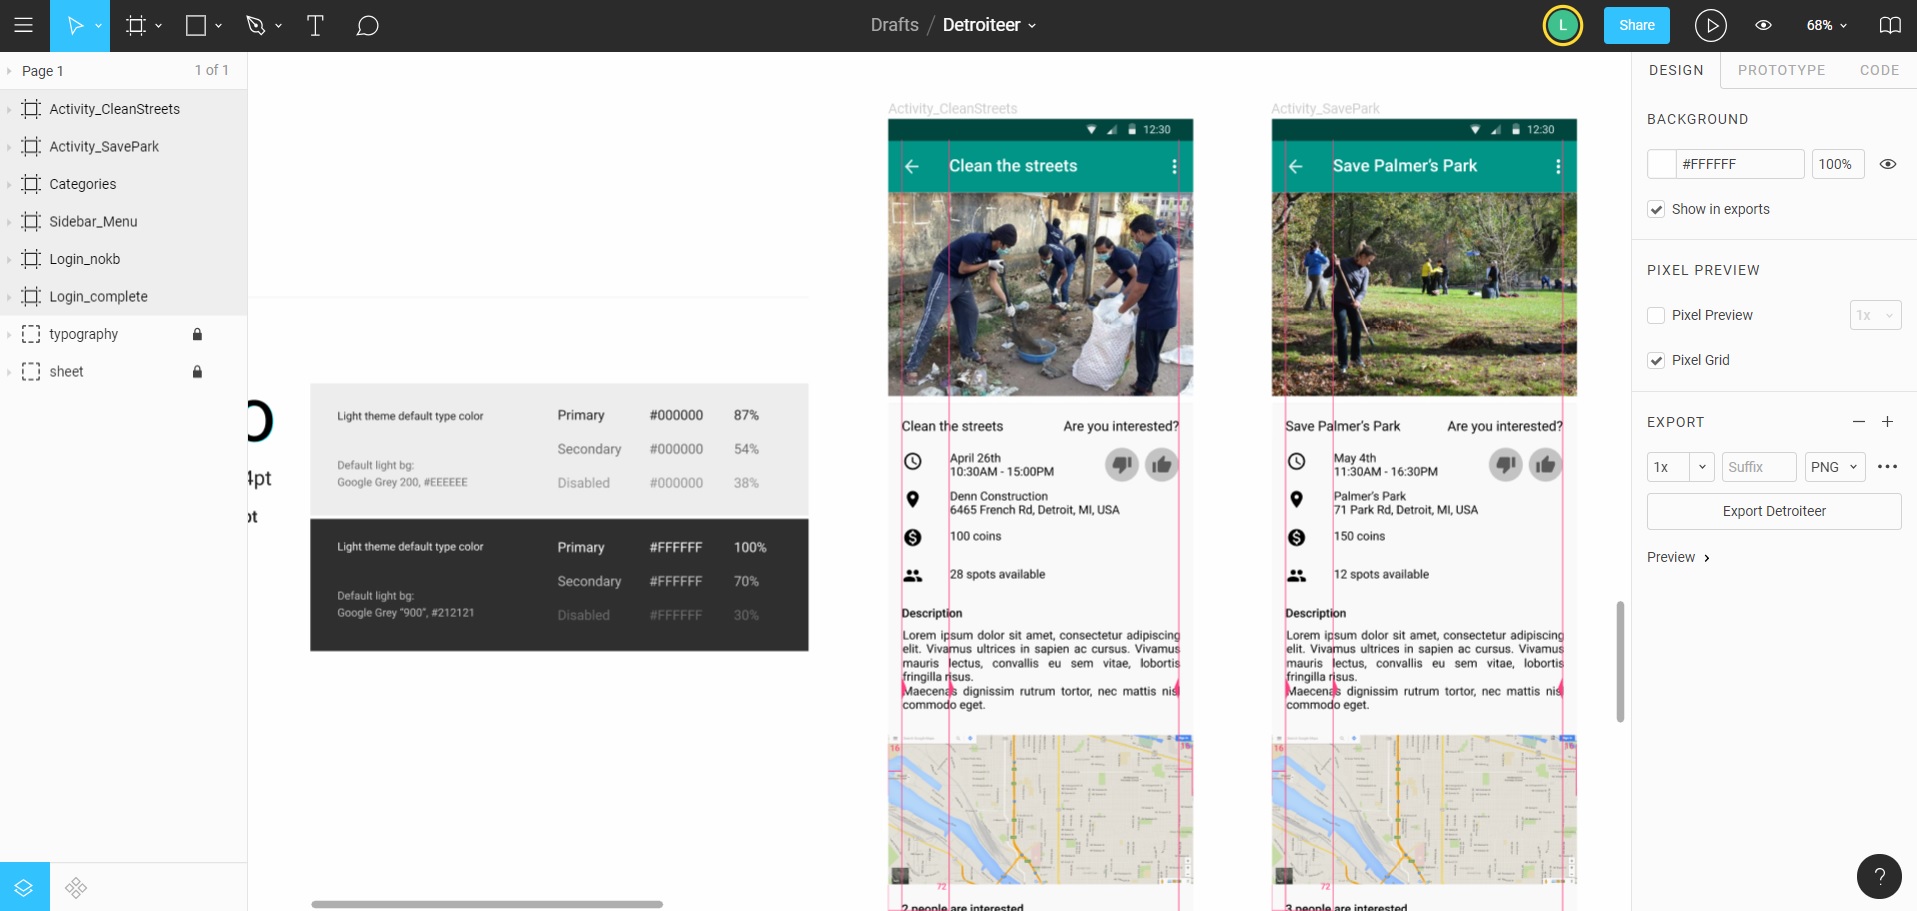 Drafts / Detroiteer
L
Share
68%
Page 1
1 of 1
Activity_CleanStreets
Activity_SavePark
Categories
Sidebar_Menu
Login_nokb
Login_complete
typography
sheet
4pt
Light theme default type color
Primary #000000 87%
Secondary #000000 54%
Default light bg:
Google Grey 200, #EEEEEE
Disabled #000000 38%
Light theme default type color
Primary #FFFFFF 100%
Secondary #FFFFFF 70%
Default light bg:
Google Grey "900", #212121
Disabled #FFFFFF 30%
Activity_CleanStreets
12:30
Clean the streets
Clean the streets
Are you interested?
April 26th
10:30AM - 15:00PM
Denn Construction
6465 French Rd, Detroit, MI, USA
100 coins
28 spots available
Description
Lorem ipsum dolor sit amet, consectetur adipiscing
elit. Vivamus ultrices in sapien ac cursus. Vivamus
mauris lectus, convallis eu sem vitae, lobortis
fringilla risus.
Maecenas dignissim rutrum tortor, nec mattis nisl
commodo eget.
16
72
2 people are interested
Activity_SavePark
12:30
Save Palmer’s Park
Save Palmer’s Park
Are you interested?
May 4th
11:30AM - 16:30PM
Palmer’s Park
71 Park Rd, Detroit, MI, USA
150 coins
12 spots available
Description
Lorem ipsum dolor sit amet, consectetur adipiscing
elit. Vivamus ultrices in sapien ac cursus. Vivamus
mauris lectus, convallis eu sem vitae, lobortis
fringilla risus.
Maecenas dignissim rutrum tortor, nec mattis nisl
commodo eget.
16
72
3 people are interested
DESIGN
PROTOTYPE
CODE
BACKGROUND
#FFFFFF
100%
Show in exports
PIXEL PREVIEW
Pixel Preview
1x
Pixel Grid
EXPORT
1x
Suffix
PNG
Export Detroiteer
Preview
?